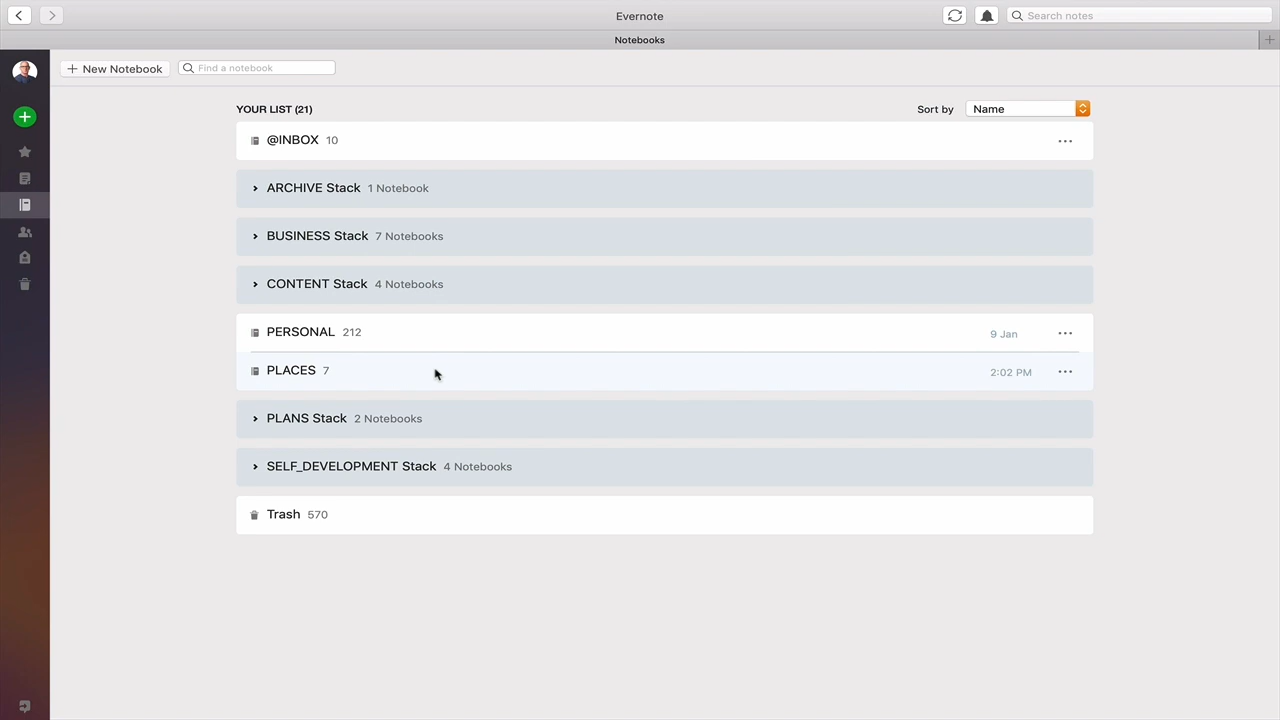 Evernote
Search notes
Notebooks
New Notebook
Find a notebook
YOUR LIST (21)
Sort by Name
@INBOX 10
ARCHIVE Stack 1 Notebook
BUSINESS Stack 7 Notebooks
CONTENT Stack 4 Notebooks
PERSONAL 212 9 Jan
PLACES 7 2:02 PM
PLANS Stack 2 Notebooks
SELF_DEVELOPMENT Stack 4 Notebooks
Trash 570